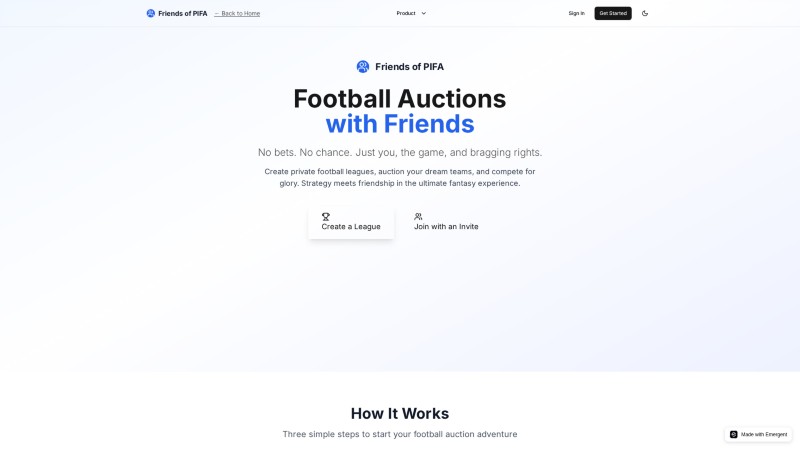 Friends of PIFA
← Back to Home
Product
Sign In
Get Started
Friends of PIFA
Football Auctions
with Friends
No bets. No chance. Just you, the game, and bragging rights.
Create private football leagues, auction your dream teams, and compete for
glory. Strategy meets friendship in the ultimate fantasy experience.
Create a League
Join with an Invite
How It Works
Three simple steps to start your football auction adventure
Made with Emergent